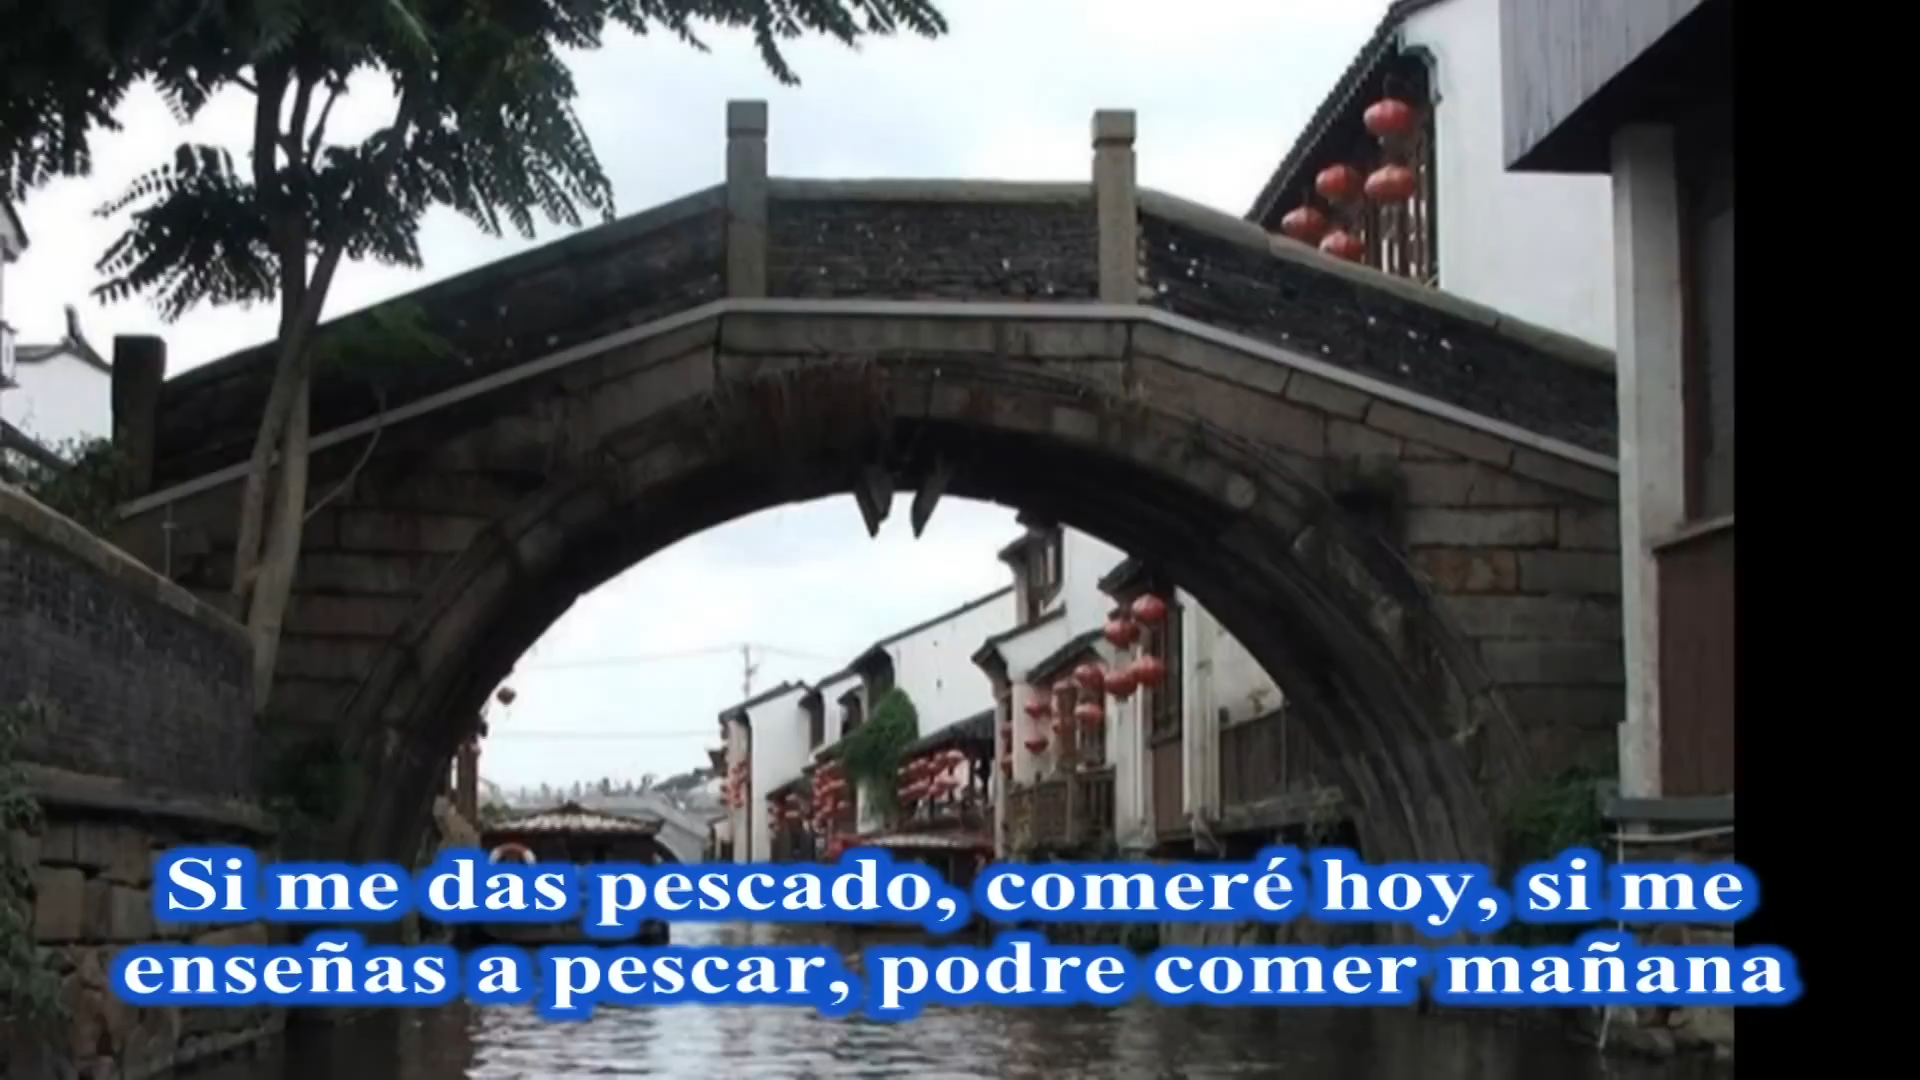 Si me das pescado, comeré hoy, si me
enseñas a pescar, podre comer mañana